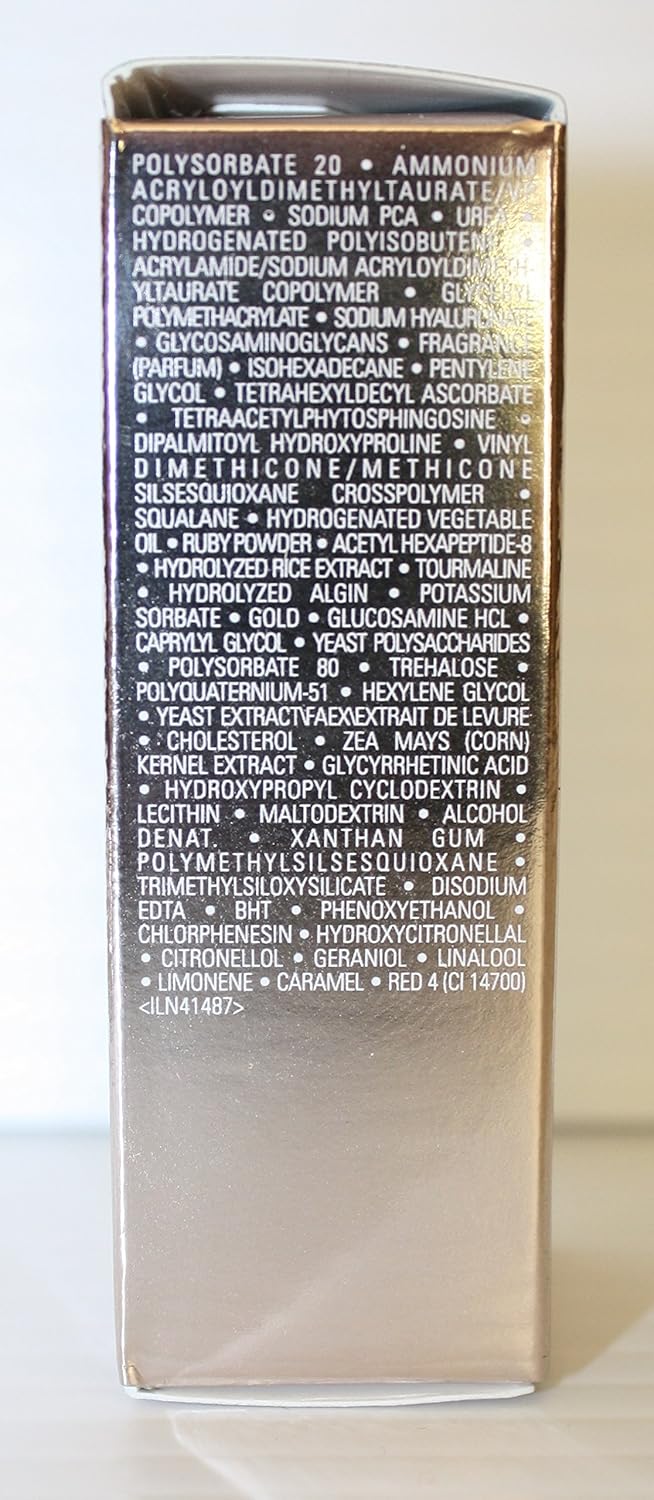 POLYSORBATE 20 • AMMONIUM
ACRYLOYLDIMETHYLTAURATE/VP
COPOLYMER • SODIUM PCA • UREA •
HYDROGENATED POLYISOBUTENE •
ACRYLAMIDE/SODIUM ACRYLOYLDIMETH-
YLTAURATE COPOLYMER • GLYCERYL
POLYMETHACRYLATE • SODIUM HYALURONATE
• GLYCOSAMINOGLYCANS • FRAGRANCE
(PARFUM) • ISOHEXADECANE • PENTYLENE
GLYCOL • TETRAHEXYLDECYL ASCORBATE
• TETRAACETYLPHYTOSPHINGOSINE •
DIPALMITOYL HYDROXYPROLINE • VINYL
DIMETHICONE/METHICONE
SILSESQUIOXANE CROSSPOLYMER •
SQUALANE • HYDROGENATED VEGETABLE
OIL • RUBY POWDER • ACETYL HEXAPEPTIDE-8
• HYDROLYZED RICE EXTRACT • TOURMALINE
• HYDROLYZED ALGIN • POTASSIUM
SORBATE • GOLD • GLUCOSAMINE HCL •
CAPRYLYL GLYCOL • YEAST POLYSACCHARIDES
• POLYSORBATE 80 • TREHALOSE •
POLYQUATERNIUM-51 • HEXYLENE GLYCOL
• YEAST EXTRACT\FAEX\EXTRAIT DE LEVURE
• CHOLESTEROL • ZEA MAYS (CORN)
KERNEL EXTRACT • GLYCYRRHETINIC ACID
• HYDROXYPROPYL CYCLODEXTRIN •
LECITHIN • MALTODEXTRIN • ALCOHOL
DENAT. • XANTHAN GUM •
POLYMETHYLSILSESQUIOXANE •
TRIMETHYLSILOXYSILICATE • DISODIUM
EDTA • BHT • PHENOXYETHANOL •
CHLORPHENESIN • HYDROXYCITRONELLAL
• CITRONELLOL • GERANIOL • LINALOOL
• LIMONENE • CARAMEL • RED 4 (CI 14700)
<ILN41487>